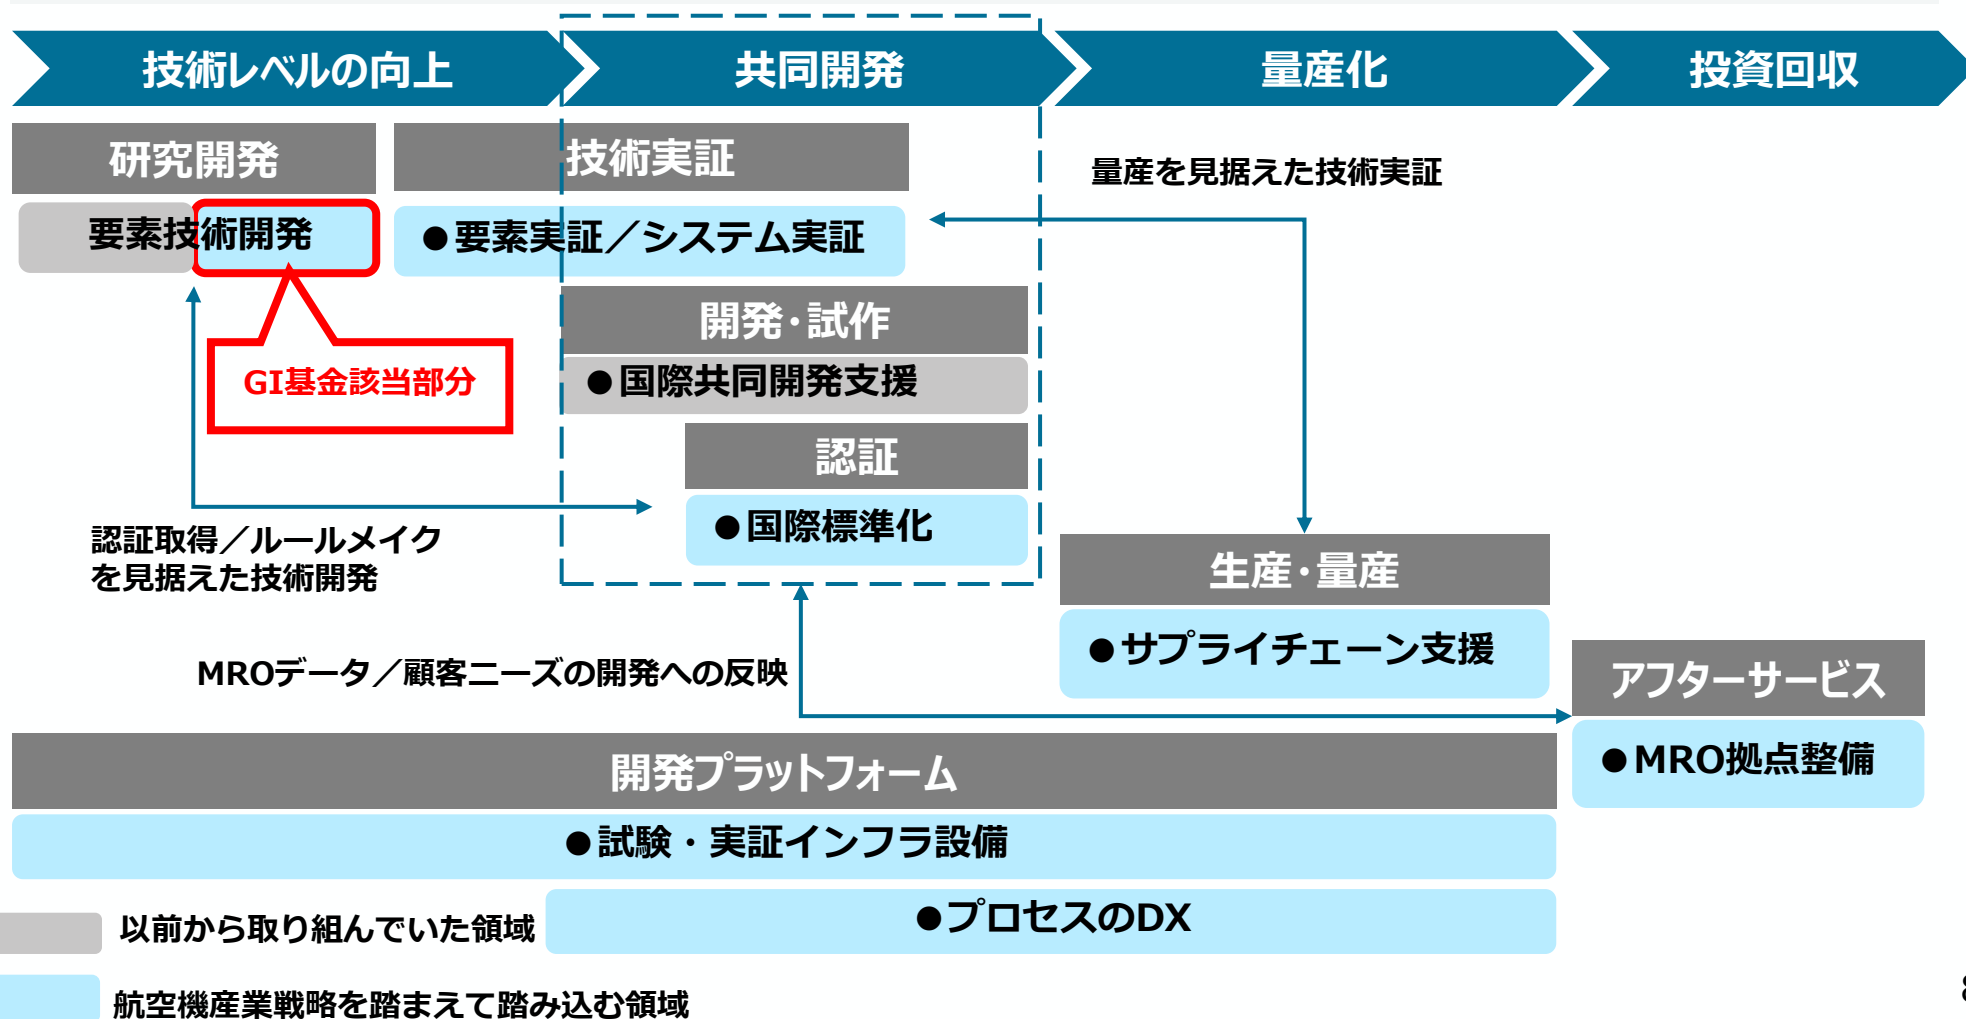 技術レベルの向上
共同開発
量産化
投資回収
研究開発
技術実証
量産を見据えた技術実証
要素技術開発
●要素実証／システム実証
開発・試作
GI基金該当部分
●国際共同開発支援
認証
●国際標準化
認証取得／ルールメイク
を見据えた技術開発
生産・量産
●サプライチェーン支援
MROデータ／顧客ニーズの開発への反映
アフターサービス
●MRO拠点整備
開発プラットフォーム
●試験・実証インフラ設備
●プロセスのDX
以前から取り組んでいた領域
航空機産業戦略を踏まえて踏み込む領域